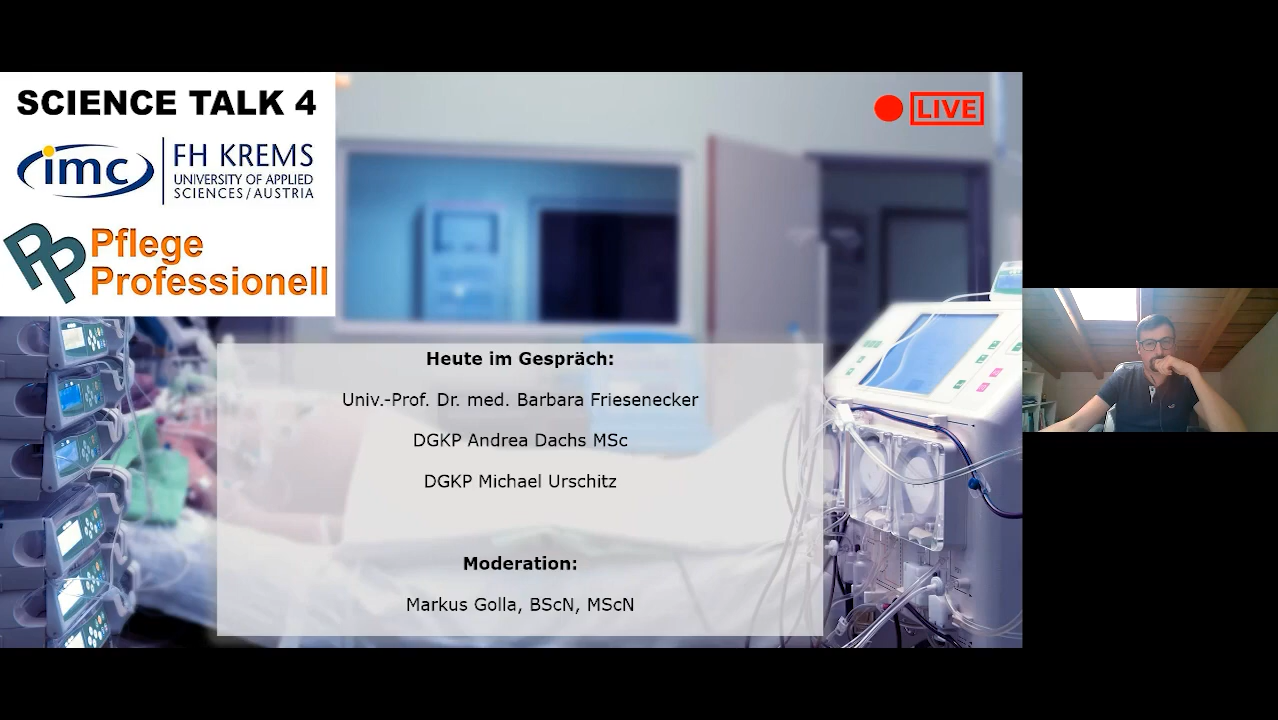 SCIENCE TALK 4
LIVE
imc
FH KREMS
UNIVERSITY OF APPLIED
SCIENCES/AUSTRIA
PP
Pflege
Professionell
Heute im Gespräch:
Univ.-Prof. Dr. med. Barbara Friesenecker
DGKP Andrea Dachs MSc
DGKP Michael Urschitz
Moderation:
Markus Golla, BScN, MScN